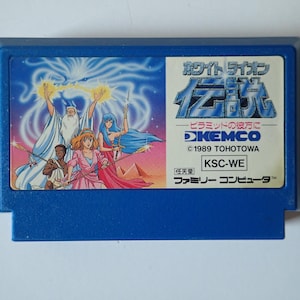 ホワイトライオン
伝説
ピラミッドの彼方に
KEMCO
© 1989 TOHOTOWA
KSC-WE
任天堂
ファミリーコンピュータ™